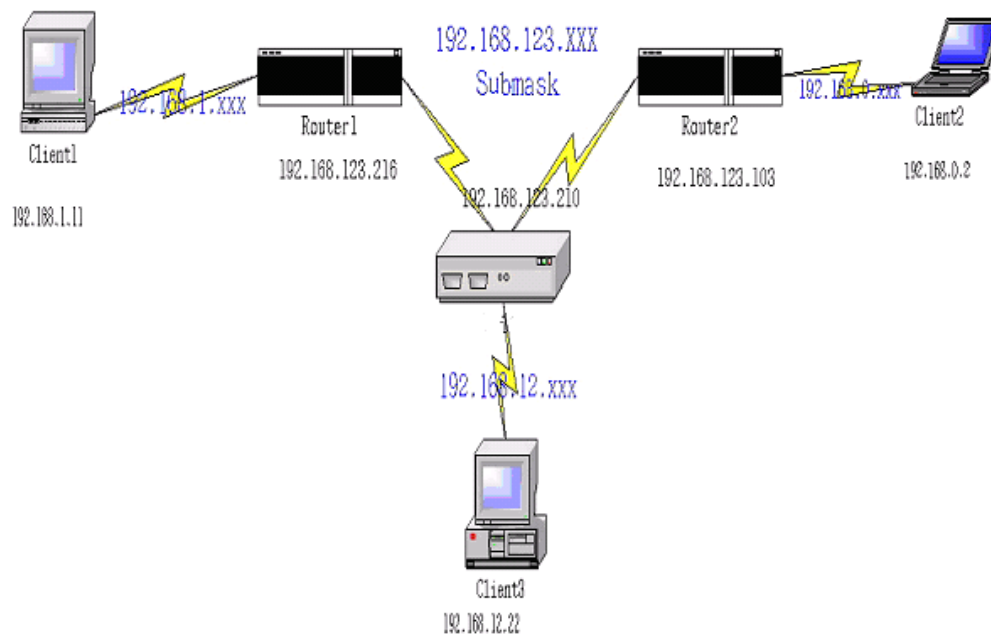 192.168.123.XXX
Submask
192.168.1.xxx
192.168.0.xxx
Router1
Router2
Client1
Client2
192.168.123.216
192.168.123.103
192.168.0.2
192.168.1.11
192.168.123.210
192.168.12.xxx
Client3
192.168.12.22